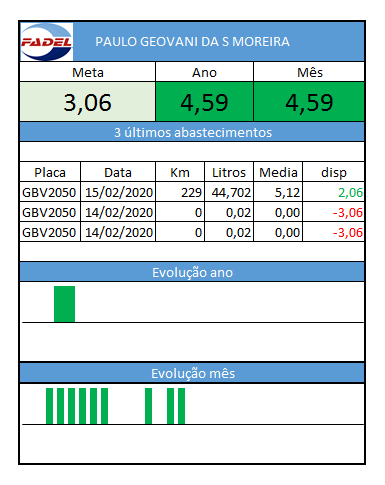 FADEL
PAULO GEOVANI DA S MOREIRA
Meta Ano Mês
3,06 4,59 4,59
3 últimos abastecimentos
Placa Data Km Litros Media disp
GBV2050 15/02/2020 229 44,702 5,12 2,06
GBV2050 14/02/2020 0 0,02 0,00 -3,06
GBV2050 14/02/2020 0 0,02 0,00 -3,06
Evolução ano
Evolução mês